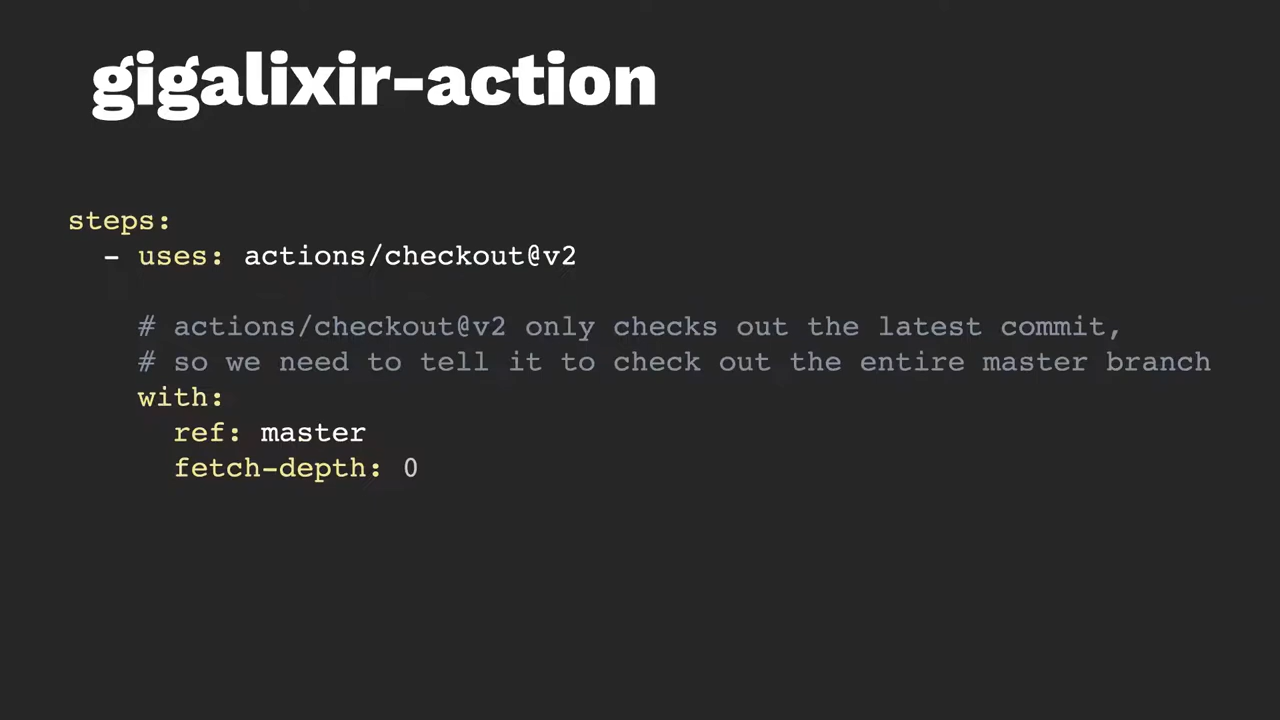 gigalixir-action
steps:
  - uses: actions/checkout@v2
    # actions/checkout@v2 only checks out the latest commit,
    # so we need to tell it to check out the entire master branch
    with:
      ref: master
      fetch-depth: 0